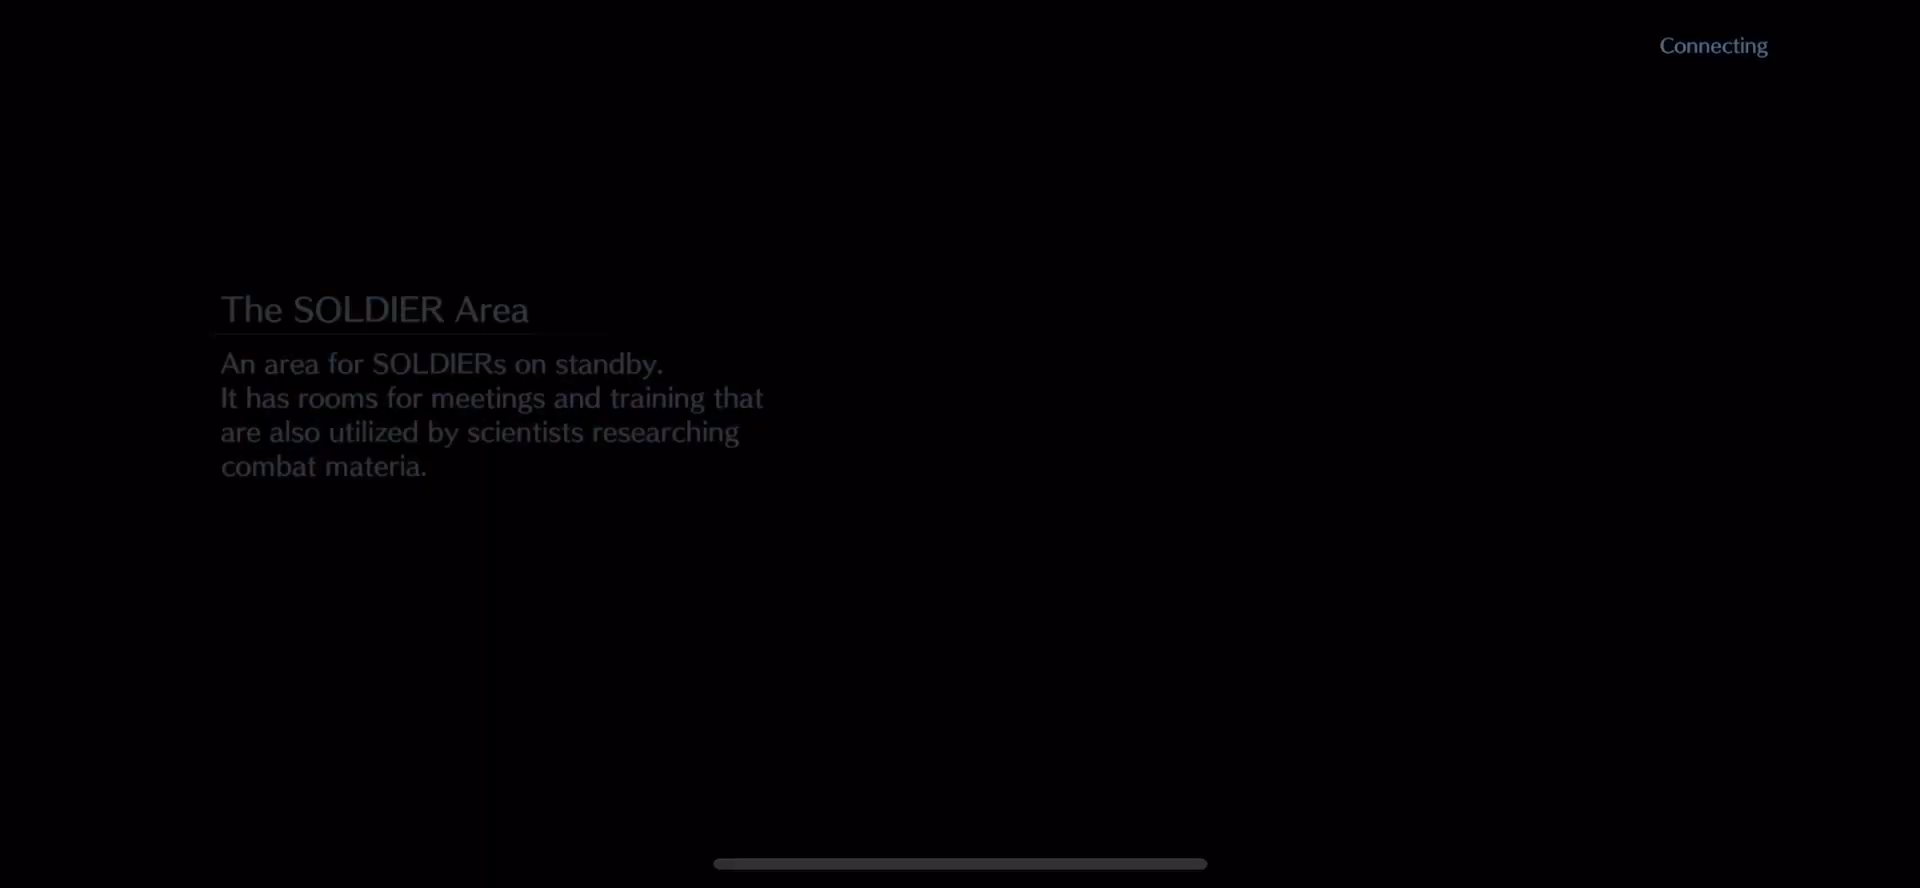 Connecting
The SOLDIER Area
An area for SOLDIERs on standby.
It has rooms for meetings and training that
are also utilized by scientists researching
combat materia.